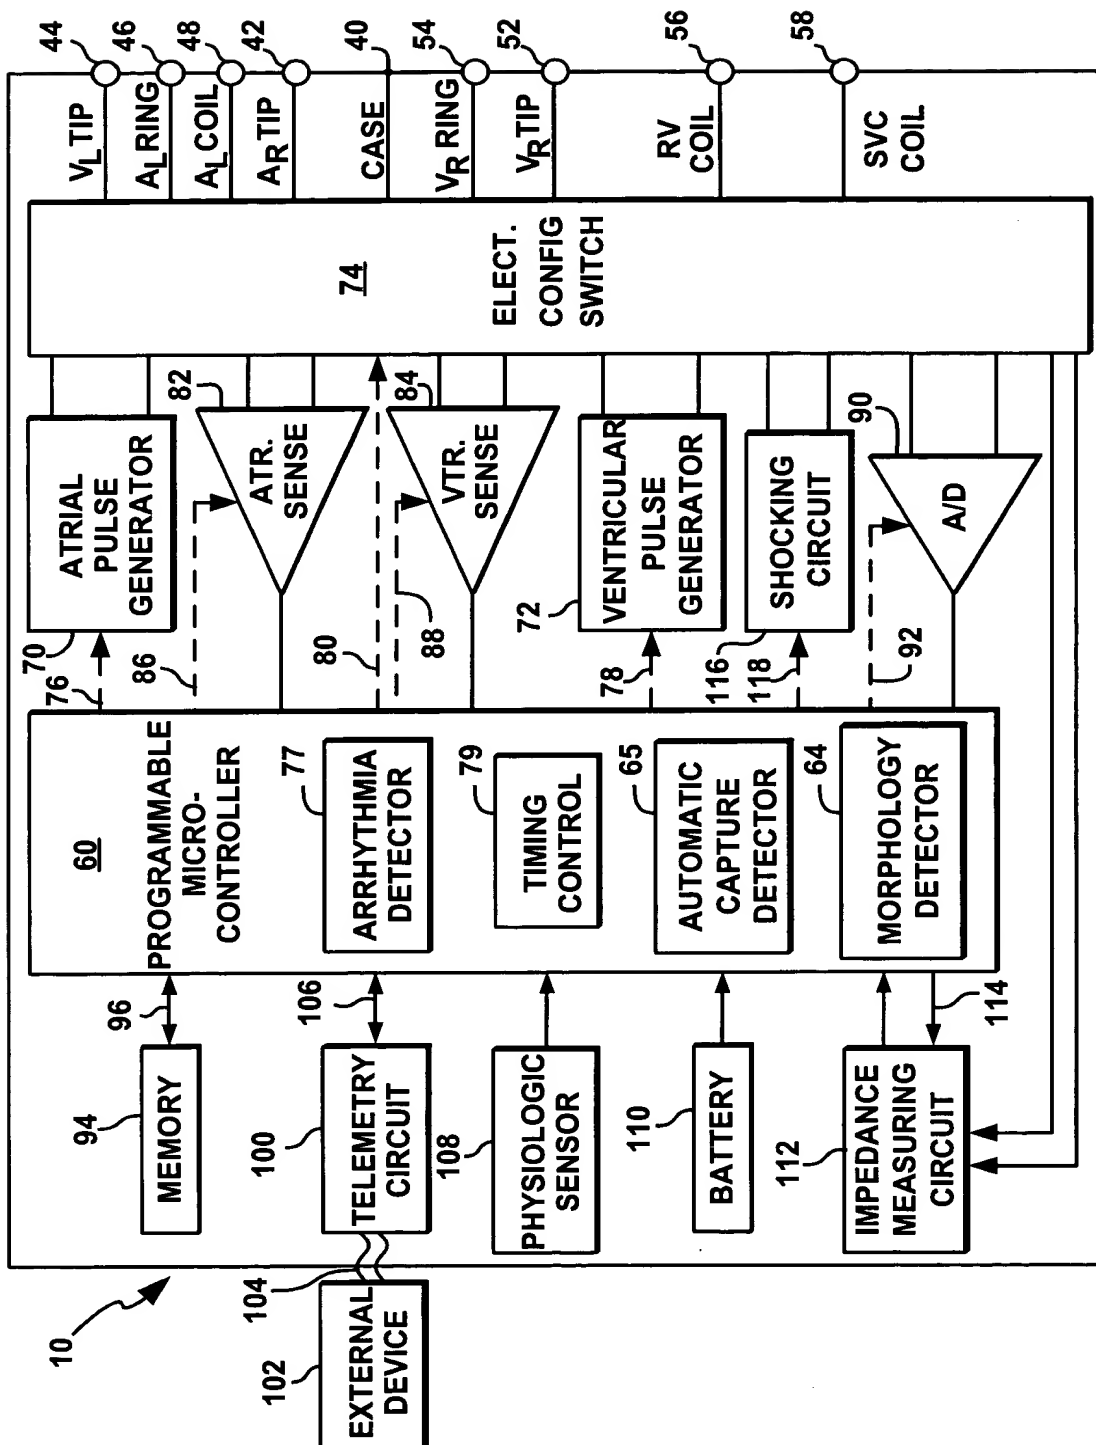 44
46
48
42
40
54
52
56
58
VL TIP
AL RING
AL COIL
AR TIP
CASE
VR RING
VR TIP
RV
COIL
SVC
COIL
74
ELECT.
CONFIG
SWITCH
ATRIAL
PULSE
GENERATOR
70
76
82
ATR.
SENSE
86
80
84
VTR.
SENSE
88
VENTRICULAR
PULSE
GENERATOR
72
78
SHOCKING
CIRCUIT
116
118
90
A/D
92
60
PROGRAMMABLE
MICRO-
CONTROLLER
77
ARRHYTHMIA
DETECTOR
79
TIMING
CONTROL
65
AUTOMATIC
CAPTURE
DETECTOR
64
MORPHOLOGY
DETECTOR
96
106
114
94
MEMORY
100
TELEMETRY
CIRCUIT
108
PHYSIOLOGIC
SENSOR
110
BATTERY
112
IMPEDANCE
MEASURING
CIRCUIT
10
104
102
EXTERNAL
DEVICE